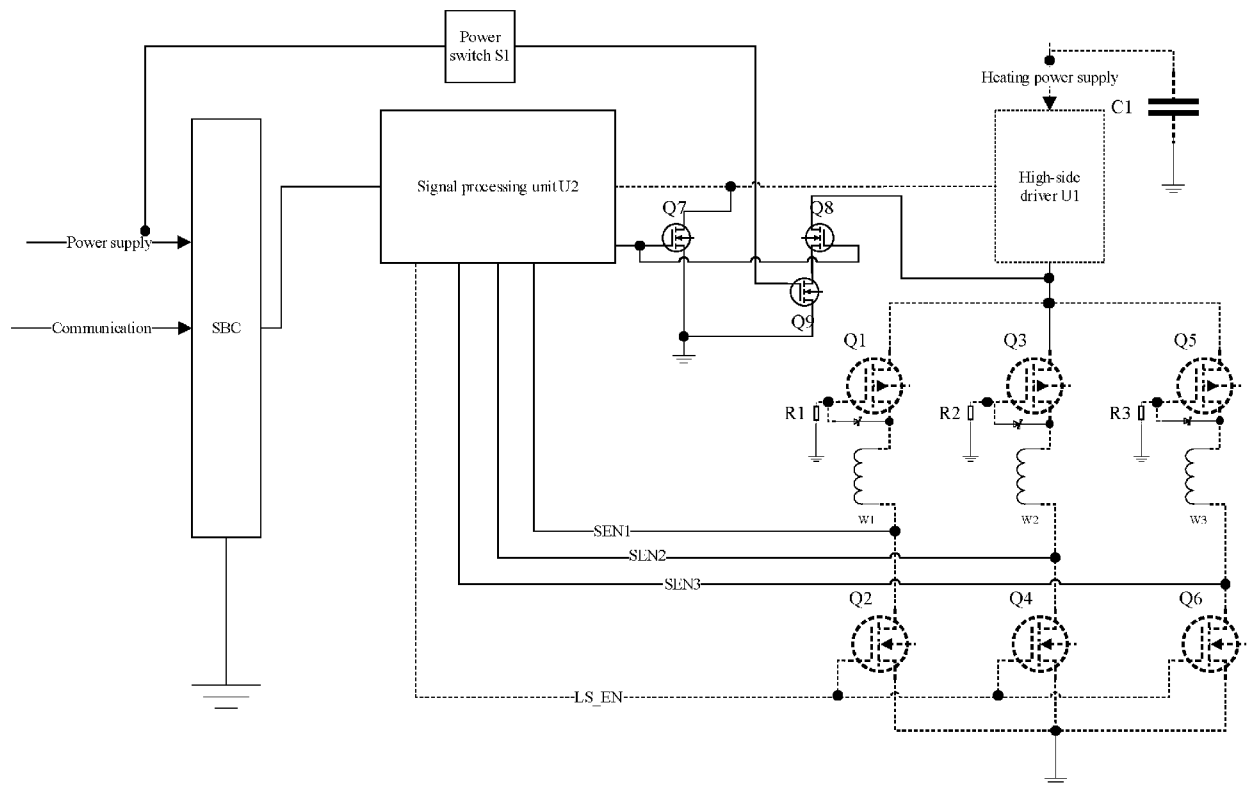 Power
switch S1
Heating power supply
C1
Signal processing unit U2
High-side
driver U1
Q7
Q8
Power supply
Q9
Communication
SBC
Q1
Q3
Q5
R1
R2
R3
W1
W2
W3
SEN1
SEN2
SEN3
Q2
Q4
Q6
LS_EN